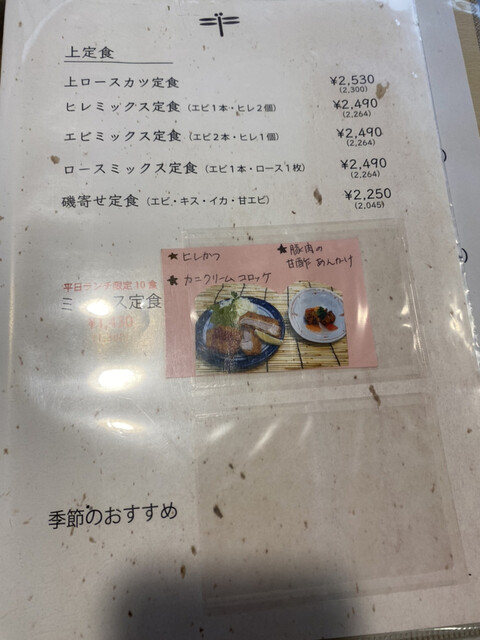 上定食
上ロースカツ定食 ¥2,530
(2,300)
ヒレミックス定食 (エビ1本・ヒレ2個) ¥2,490
(2,264)
エビミックス定食 (エビ2本・ヒレ1個) ¥2,490
(2,264)
ロースミックス定食 (エビ1本・ロース1枚) ¥2,490
(2,264)
磯寄せ定食 (エビ・キス・イカ・甘エビ) ¥2,250
(2,045)
★ ヒレかつ
★ カニクリームコロッケ
★ 豚肉の
甘酢あんかけ
平日ランチ限定10食
定食
季節のおすすめ